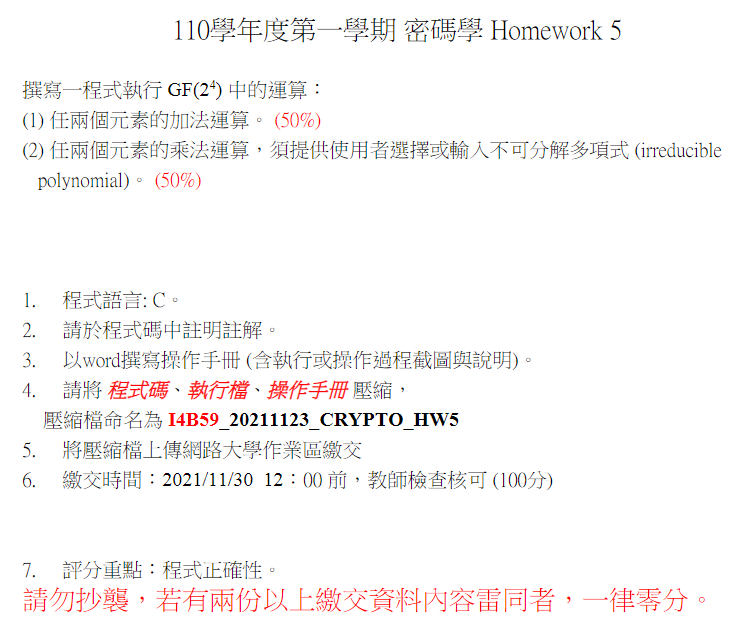 110學年度第一學期 密碼學 Homework 5
撰寫一程式執行 GF(2⁴) 中的運算：
(1) 任兩個元素的加法運算。 (50%)
(2) 任兩個元素的乘法運算，須提供使用者選擇或輸入不可分解多項式 (irreducible
polynomial)。 (50%)
1. 程式語言: C。
2. 請於程式碼中註明註解。
3. 以word撰寫操作手冊 (含執行或操作過程截圖與說明)。
4. 請將 程式碼、執行檔、操作手冊 壓縮，
壓縮檔命名為 I4B59_20211123_CRYPTO_HW5
5. 將壓縮檔上傳網路大學作業區繳交
6. 繳交時間：2021/11/30 12：00 前，教師檢查核可 (100分)
7. 評分重點：程式正確性。
請勿抄襲，若有兩份以上繳交資料內容雷同者，一律零分。